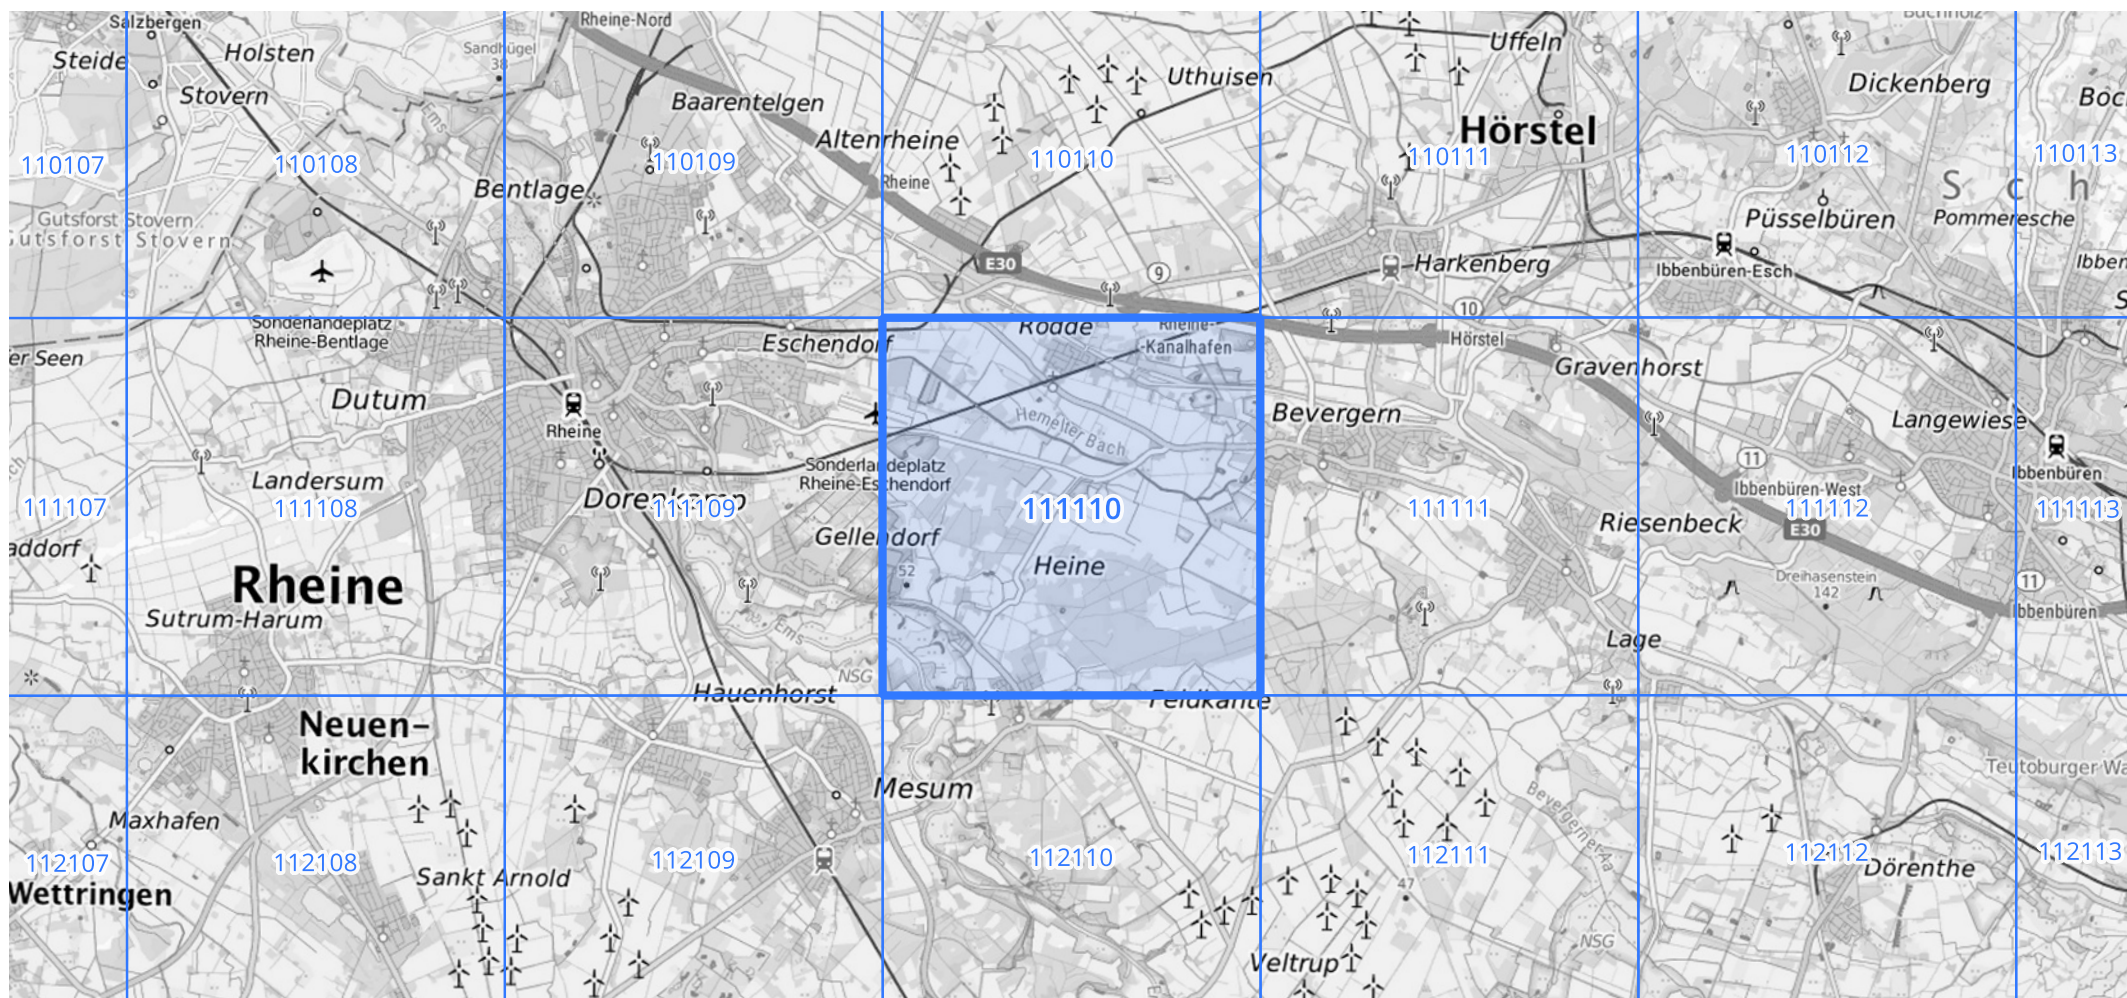 Salzbergen
Rheine-Nord
Buchholz
Steide
Holsten
Sandhügel
38
Uffeln
Stovern
Baarentelgen
Uthuisen
Dickenberg
Ems
Altenrheine
Hörstel
110107
110108
110109
110110
110111
110112
110113
Bentlage
Rheine
S c h
Gutsforst Stovern
Gutsforst Stovern
Püsselbüren
Pommeresche
E30
9
Harkenberg
Ibbenbüren-Esch
10
Sonderlandeplatz
Rheine-Bentlage
Rodde
Rheine-
-Kanalhafen
Eschendorf
Hörstel
er Seen
Gravenhorst
Dutum
Bevergern
Hemelter Bach
Langewiese
Rheine
Landersum
Sonderlandeplatz
Rheine-Eschendorf
11
Ibbenbüren
Ibbenbüren-West
Dorenkamp
111107
111108
111109
111110
111111
111112
111113
Riesenbeck
E30
addorf
Gellendorf
Heine
52
Rheine
Dreihasenstein
142
11
Ibbenbüren
Sutrum-Harum
Ems
Lage
NSG
Hauenhorst
Feldkante
Neuen-
kirchen
Mesum
Teutoburger Wa
Maxhafen
Bevergerner Aa
112107
112108
112109
112110
112111
112112
112113
Wettringen
Sankt Arnold
47
Dörenthe
NSG
Veltrup